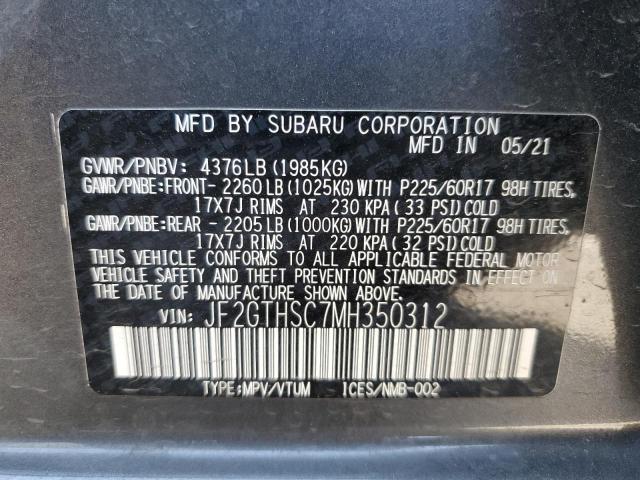 MFD BY SUBARU CORPORATION
MFD IN 05/21
GVWR/PNBV: 4376LB (1985KG)
GAWR/PNBE:FRONT- 2260LB(1025KG)WITH P225/60R17 98H TIRES,
17X7J RIMS AT 230 KPA(33 PSI)COLD
GAWR/PNBE:REAR -2205LB(1000KG)WITH P225/60R17 98H TIRES,
17X7J RIMS AT 220 KPA(32 PSI)COLD
THIS VEHICLE CONFORMS TO ALL APPLICABLE FEDERAL MOTOR
VEHICLE SAFETY AND THEFT PREVENTION STANDARDS IN EFFECT
ON THE DATE OF MANUFACTURE SHOWN ABOVE.
VIN: JF2GTHSC7MH350312
TYPE:MPV/VTUM ICES/NMB-002